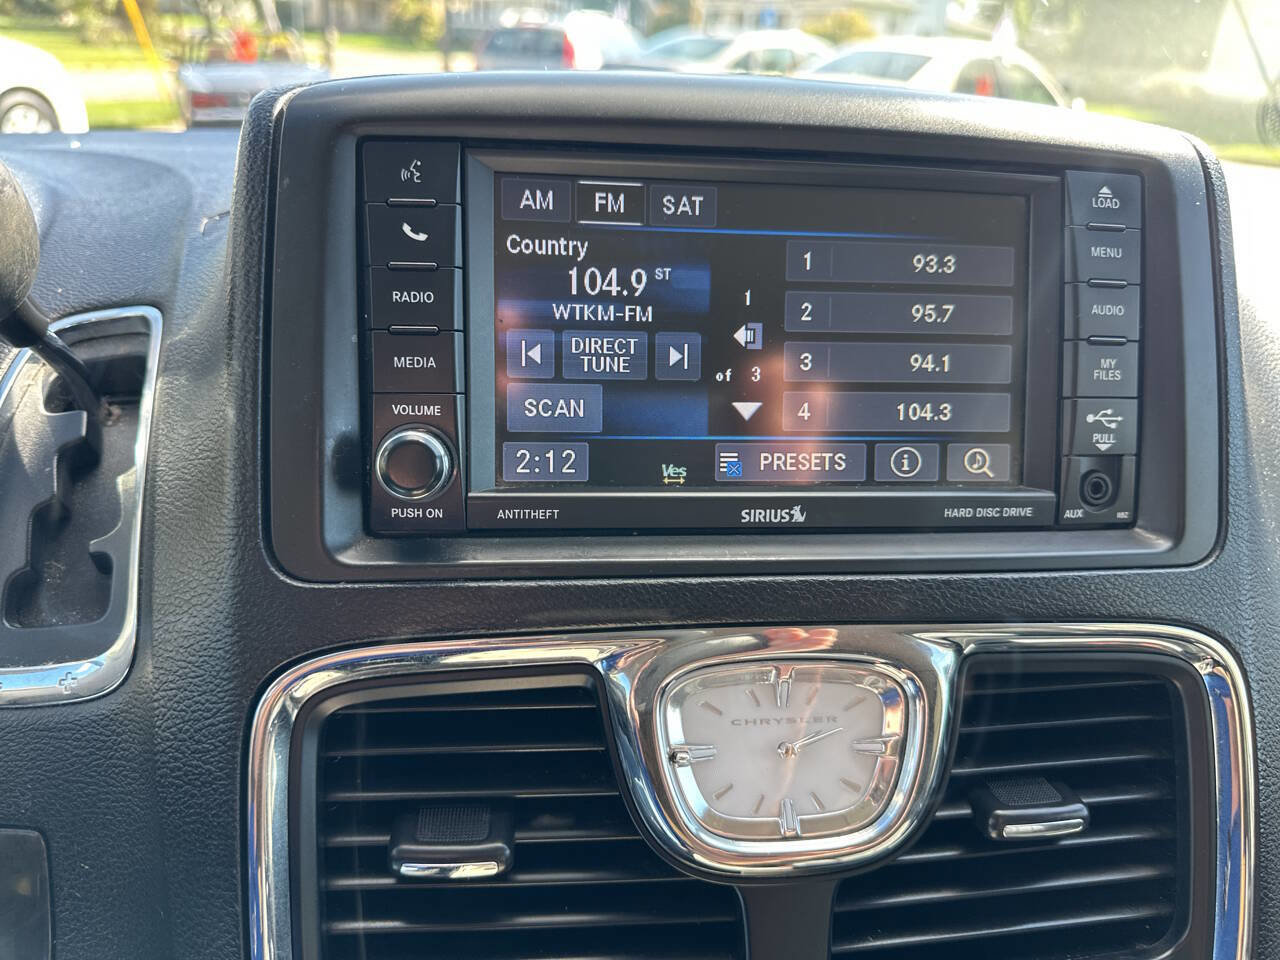 AM FM SAT
Country
104.9 ST
WTKM-FM
DIRECT
TUNE
SCAN
2:12
Ves
1
of 3
1 93.3
2 95.7
3 94.1
4 104.3
PRESETS
RADIO
MEDIA
VOLUME
PUSH ON
LOAD
MENU
AUDIO
MY
FILES
PULL
AUX
RBZ
ANTITHEFT
SIRIUS
HARD DISC DRIVE
CHRYSLER
+